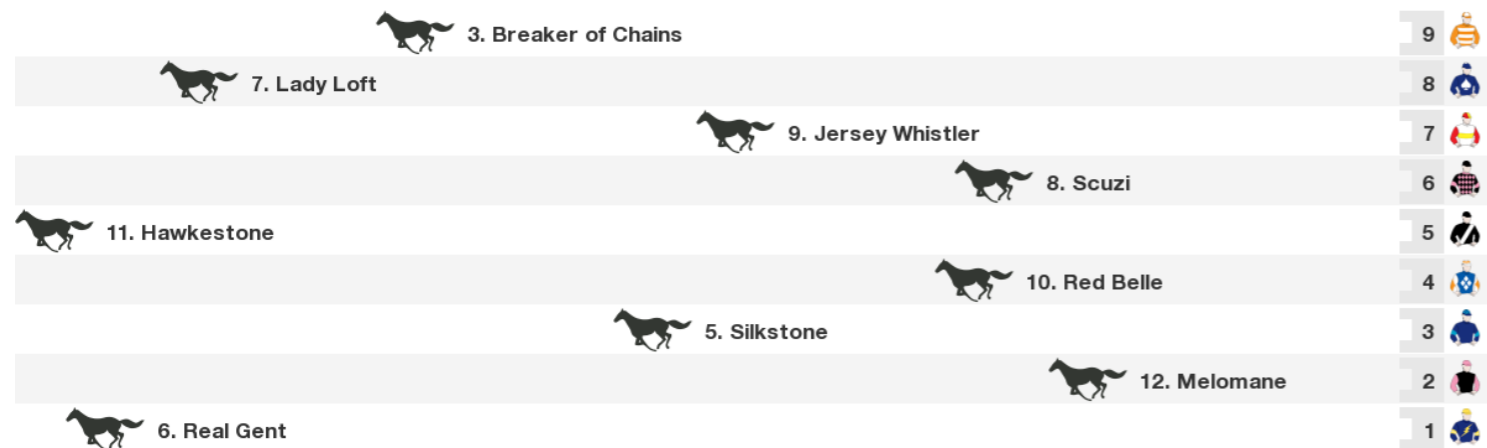 3. Breaker of Chains 9
7. Lady Loft 8
9. Jersey Whistler 7
8. Scuzi 6
11. Hawkestone 5
10. Red Belle 4
5. Silkstone 3
12. Melomane 2
6. Real Gent 1